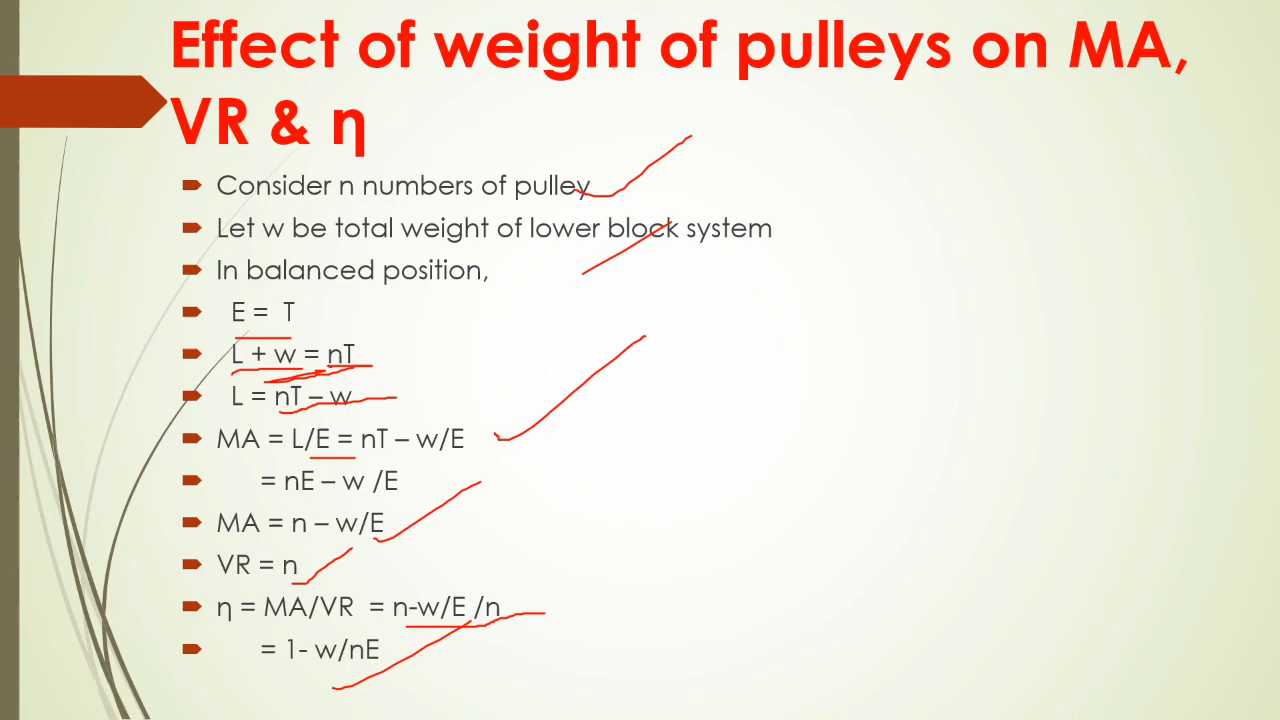 Effect of weight of pulleys on MA,
VR & η
Consider n numbers of pulley
Let w be total weight of lower block system
In balanced position,
E = T
L + w = nT
L = nT – w
MA = L/E = nT – w/E
= nE – w /E
MA = n – w/E
VR = n
η = MA/VR = n-w/E /n
= 1- w/nE